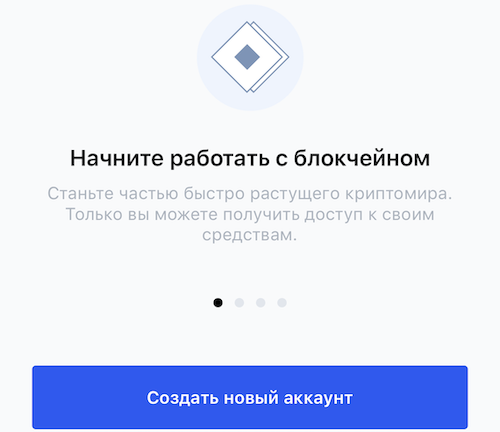 Начните работать с блокчейном
Станьте частью быстро растущего криптомира.
Только вы можете получить доступ к своим
средствам.
Создать новый аккаунт